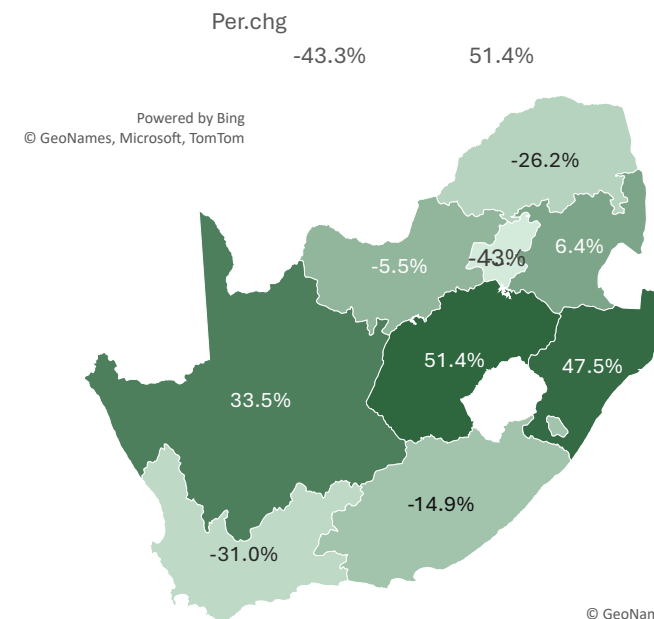 Per.chg
-43.3% 51.4%
Powered by Bing
© GeoNames, Microsoft, TomTom
-26.2%
6.4%
-43%
-5.5%
51.4%
47.5%
33.5%
-14.9%
-31.0%
© GeoNam